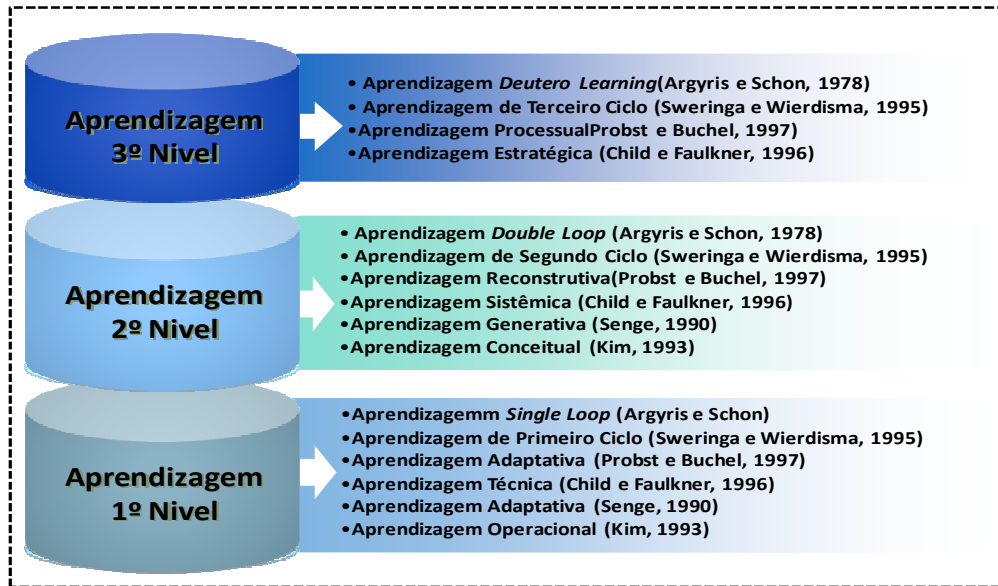 Aprendizagem
3º Nivel
• Aprendizagem Deutero Learning(Argyris e Schon, 1978)
• Aprendizagem de Terceiro Ciclo (Sweringa e Wierdisma, 1995)
•Aprendizagem ProcessualProbst e Buchel, 1997)
• Aprendizagem Estratégica (Child e Faulkner, 1996)
Aprendizagem
2º Nivel
• Aprendizagem Double Loop (Argyris e Schon, 1978)
• Aprendizagem de Segundo Ciclo (Sweringa e Wierdisma, 1995)
•Aprendizagem Reconstrutiva(Probst e Buchel, 1997)
•Aprendizagem Sistêmica (Child e Faulkner, 1996)
•Aprendizagem Generativa (Senge, 1990)
•Aprendizagem Conceitual (Kim, 1993)
Aprendizagem
1º Nivel
•Aprendizagemm Single Loop (Argyris e Schon)
•Aprendizagem de Primeiro Ciclo (Sweringa e Wierdisma, 1995)
•Aprendizagem Adaptativa (Probst e Buchel, 1997)
•Aprendizagem Técnica (Child e Faulkner, 1996)
•Aprendizagem Adaptativa (Senge, 1990)
•Aprendizagem Operacional (Kim, 1993)